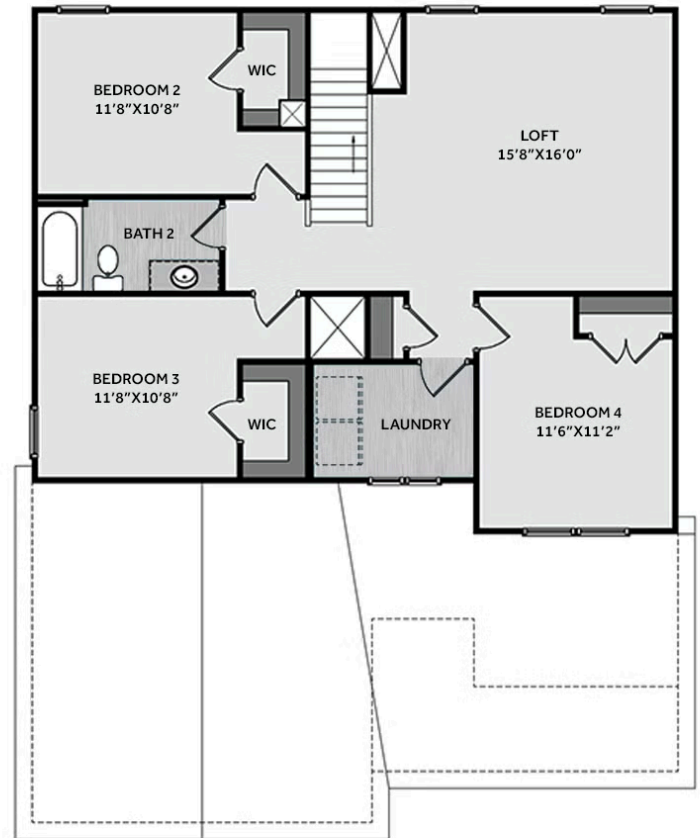 BEDROOM 2
11'8"X10'8"
WIC
LOFT
15'8"X16'0"
BATH 2
BEDROOM 3
11'8"X10'8"
WIC
LAUNDRY
BEDROOM 4
11'6"X11'2"